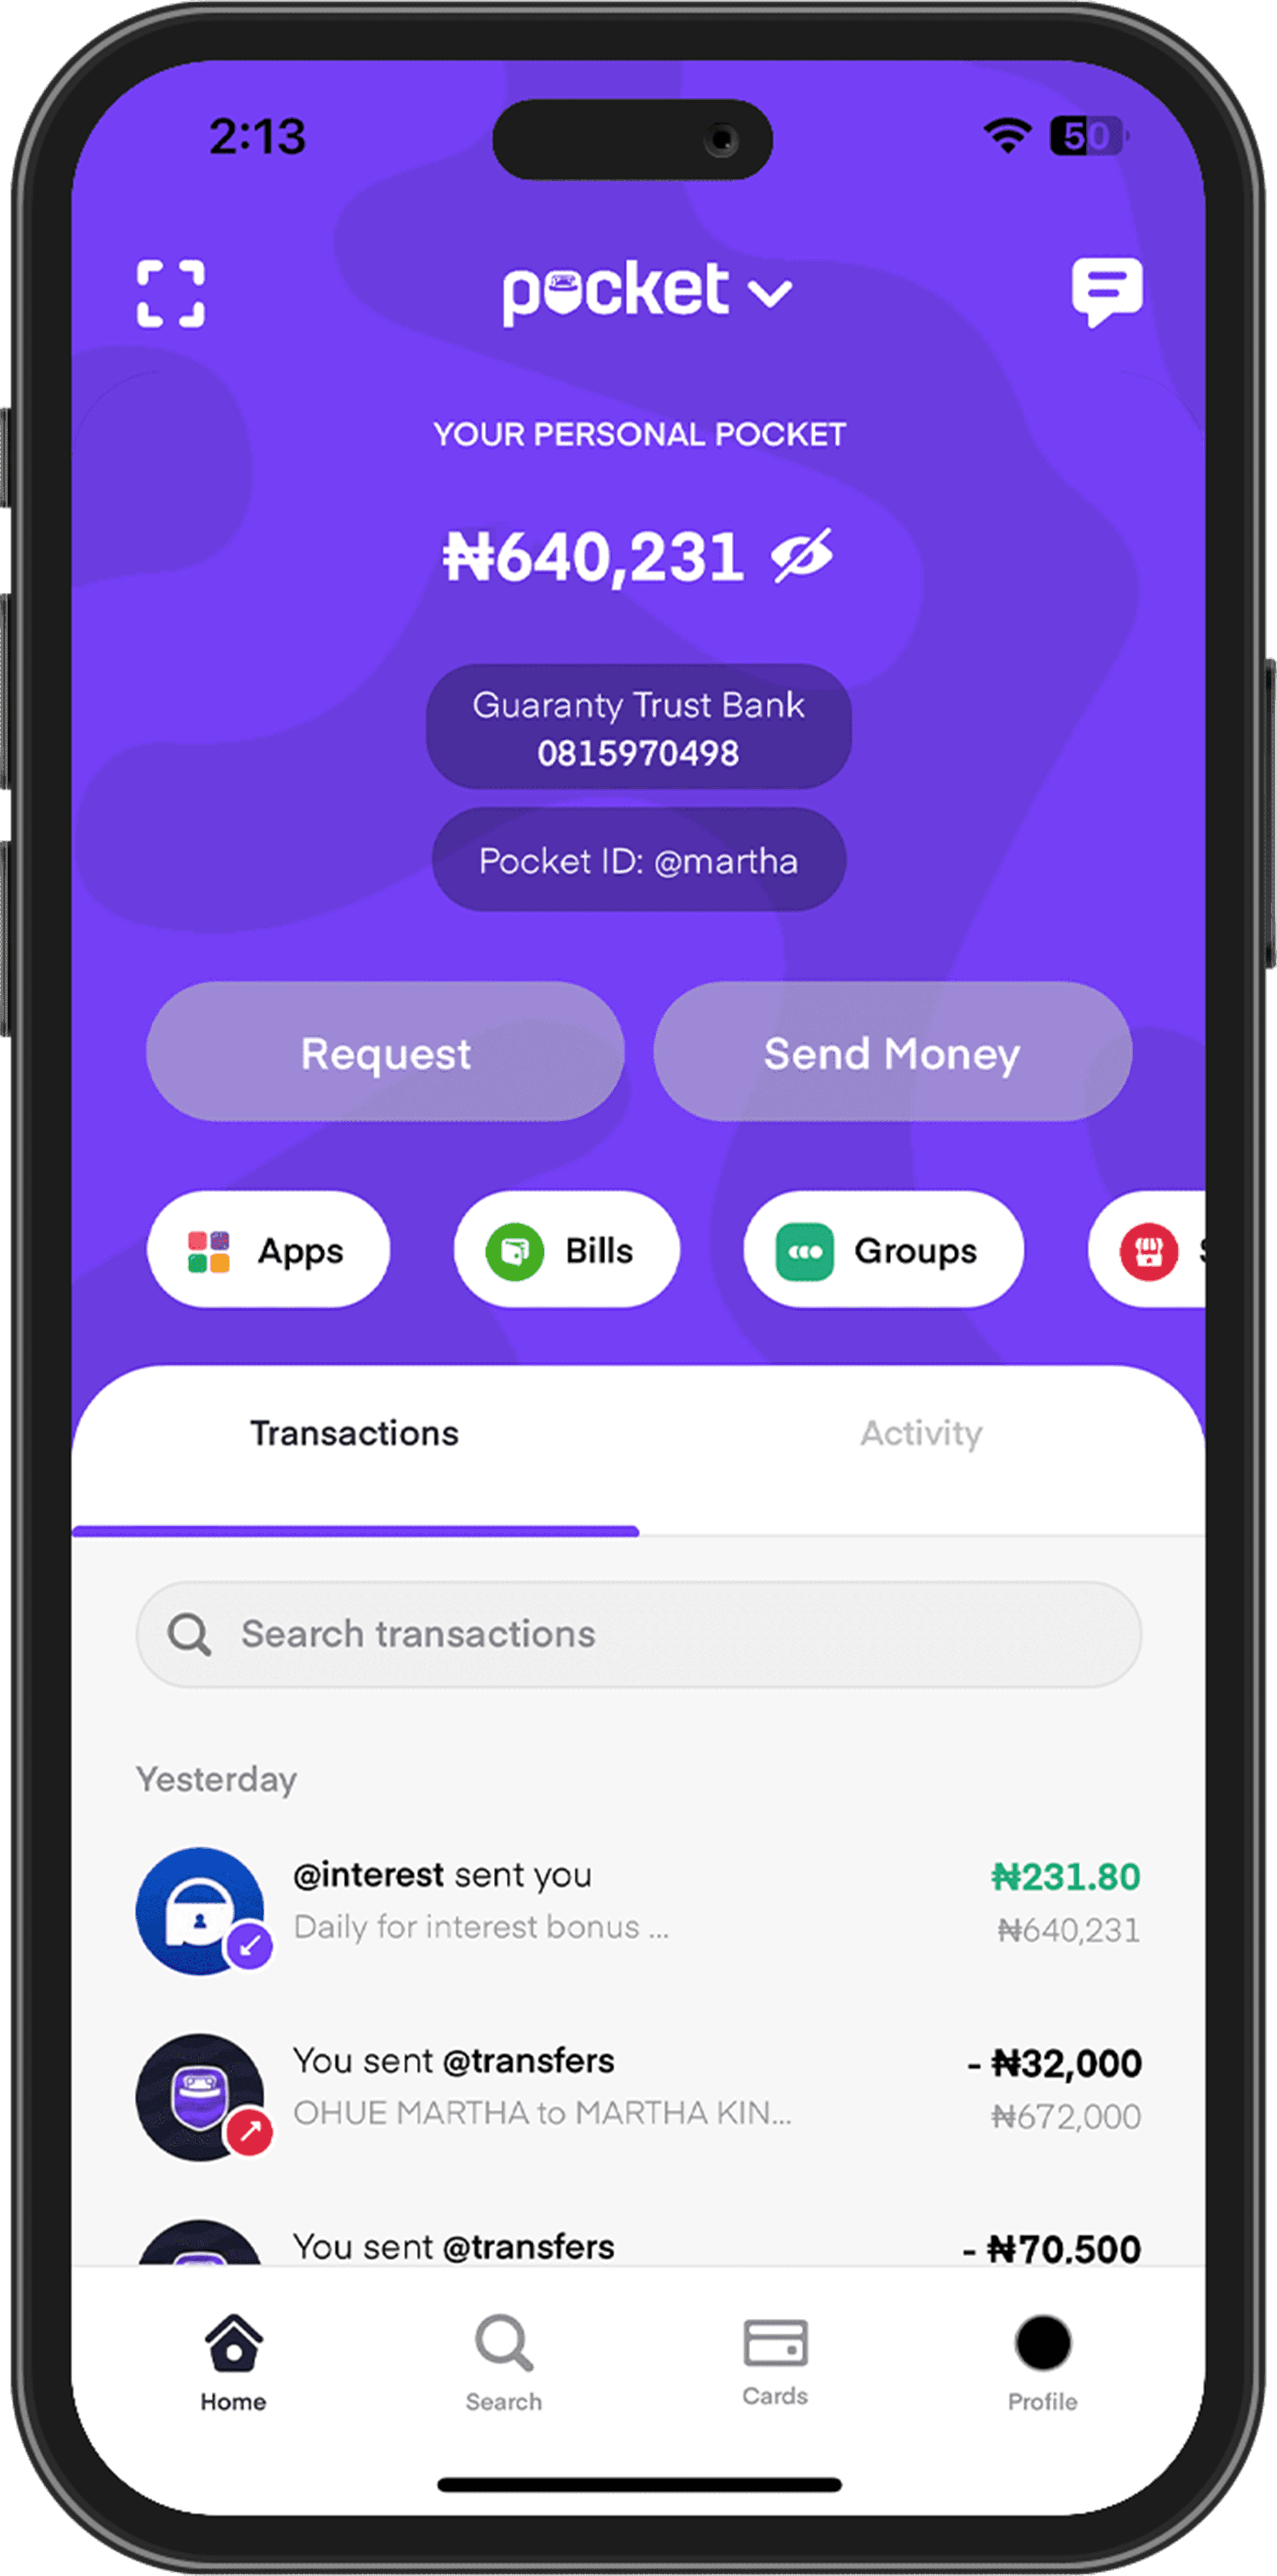 2:13
50
pocket
YOUR PERSONAL POCKET
₦640,231
Guaranty Trust Bank
0815970498
Pocket ID: @martha
Request
Send Money
Apps
Bills
Groups
Transactions
Activity
Search transactions
Yesterday
@interest sent you
₦231.80
Daily for interest bonus ...
₦640,231
You sent @transfers
- ₦32,000
OHUE MARTHA to MARTHA KIN...
₦672,000
You sent @transfers
- ₦70,500
Home
Search
Cards
Profile